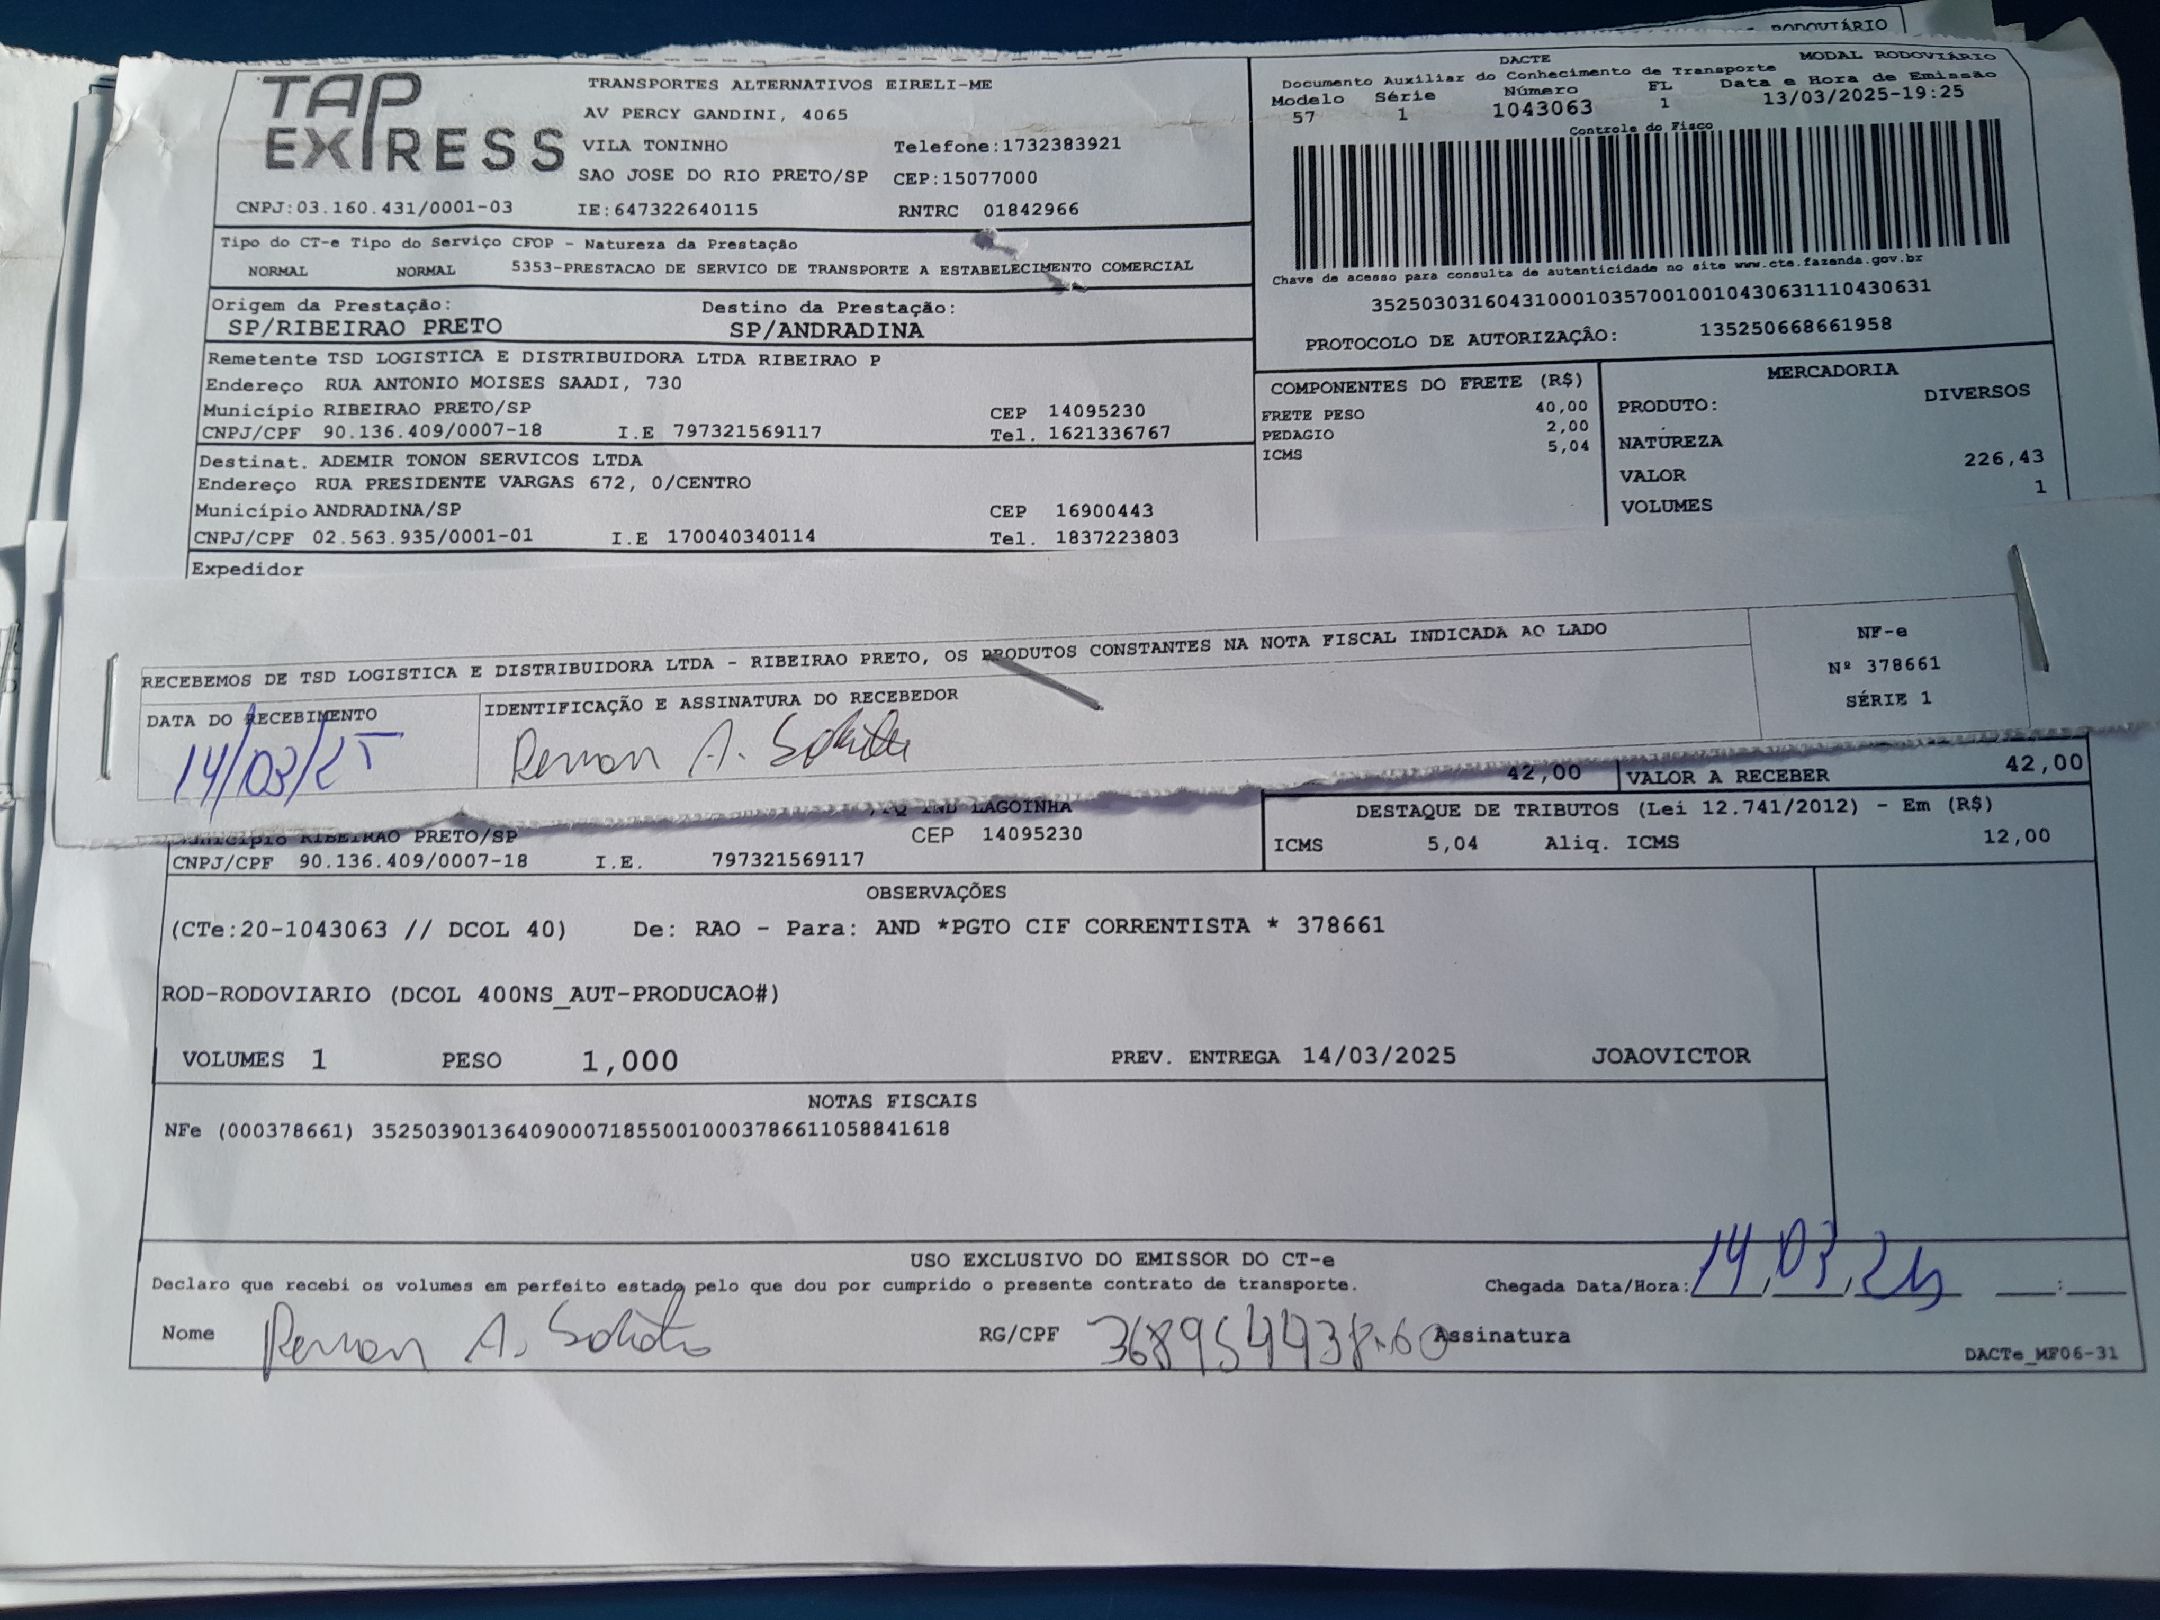 RODOVIÁRIO
TAP EXPRESS
TRANSPORTES ALTERNATIVOS EIRELI-ME
AV PERCY GANDINI, 4065
VILA TONINHO Telefone:1732383921
SAO JOSE DO RIO PRETO/SP CEP:15077000
CNPJ:03.160.431/0001-03 IE:647322640115 RNTRC 01842966
DACTE MODAL RODOVIÁRIO
Documento Auxiliar do Conhecimento de Transporte
Modelo Série Número FL Data e Hora de Emissão
57 1 1043063 1 13/03/2025-19:25
Controle do Fisco
Chave de acesso para consulta de autenticidade no site www.cte.fazenda.gov.br
35250303160431000103570010010430631110430631
PROTOCOLO DE AUTORIZAÇÃO: 135250668661958
Tipo do CT-e Tipo do Serviço CFOP - Natureza da Prestação
NORMAL NORMAL 5353-PRESTACAO DE SERVICO DE TRANSPORTE A ESTABELECIMENTO COMERCIAL
Origem da Prestação: Destino da Prestação:
SP/RIBEIRAO PRETO SP/ANDRADINA
Remetente TSD LOGISTICA E DISTRIBUIDORA LTDA RIBEIRAO P
Endereço RUA ANTONIO MOISES SAADI, 730
Município RIBEIRAO PRETO/SP CEP 14095230
CNPJ/CPF 90.136.409/0007-18 I.E 797321569117 Tel. 1621336767
Destinat. ADEMIR TONON SERVICOS LTDA
Endereço RUA PRESIDENTE VARGAS 672, 0/CENTRO
Município ANDRADINA/SP CEP 16900443
CNPJ/CPF 02.563.935/0001-01 I.E 170040340114 Tel. 1837223803
Expedidor
COMPONENTES DO FRETE (R$)
FRETE PESO 40,00
PEDAGIO 2,00
ICMS 5,04
MERCADORIA
PRODUTO: DIVERSOS
NATUREZA
VALOR 226,43
VOLUMES 1
RECEBEMOS DE TSD LOGISTICA E DISTRIBUIDORA LTDA - RIBEIRAO PRETO, OS PRODUTOS CONSTANTES NA NOTA FISCAL INDICADA AO LADO
NF-e
Nº 378661
SÉRIE 1
DATA DO RECEBIMENTO IDENTIFICAÇÃO E ASSINATURA DO RECEBEDOR
14/03/25 Renan A.
42,00 VALOR A RECEBER 42,00
IND LAGOINHA
Município RIBEIRAO PRETO/SP CEP 14095230
CNPJ/CPF 90.136.409/0007-18 I.E. 797321569117
DESTAQUE DE TRIBUTOS (Lei 12.741/2012) - Em (R$)
ICMS 5,04 Aliq. ICMS 12,00
OBSERVAÇÕES
(CTe:20-1043063 // DCOL 40) De: RAO - Para: AND *PGTO CIF CORRENTISTA * 378661
ROD-RODOVIARIO (DCOL 400NS_AUT-PRODUCAO#)
VOLUMES 1 PESO 1,000 PREV. ENTREGA 14/03/2025 JOAOVICTOR
NOTAS FISCAIS
NFe (000378661) 35250390136409000718550010003786611058841618
USO EXCLUSIVO DO EMISSOR DO CT-e
Declaro que recebi os volumes em perfeito estado pelo que dou por cumprido o presente contrato de transporte. Chegada Data/Hora: 14/03/25 :
Nome Renan A. RG/CPF Assinatura
DACTe_MF06-31